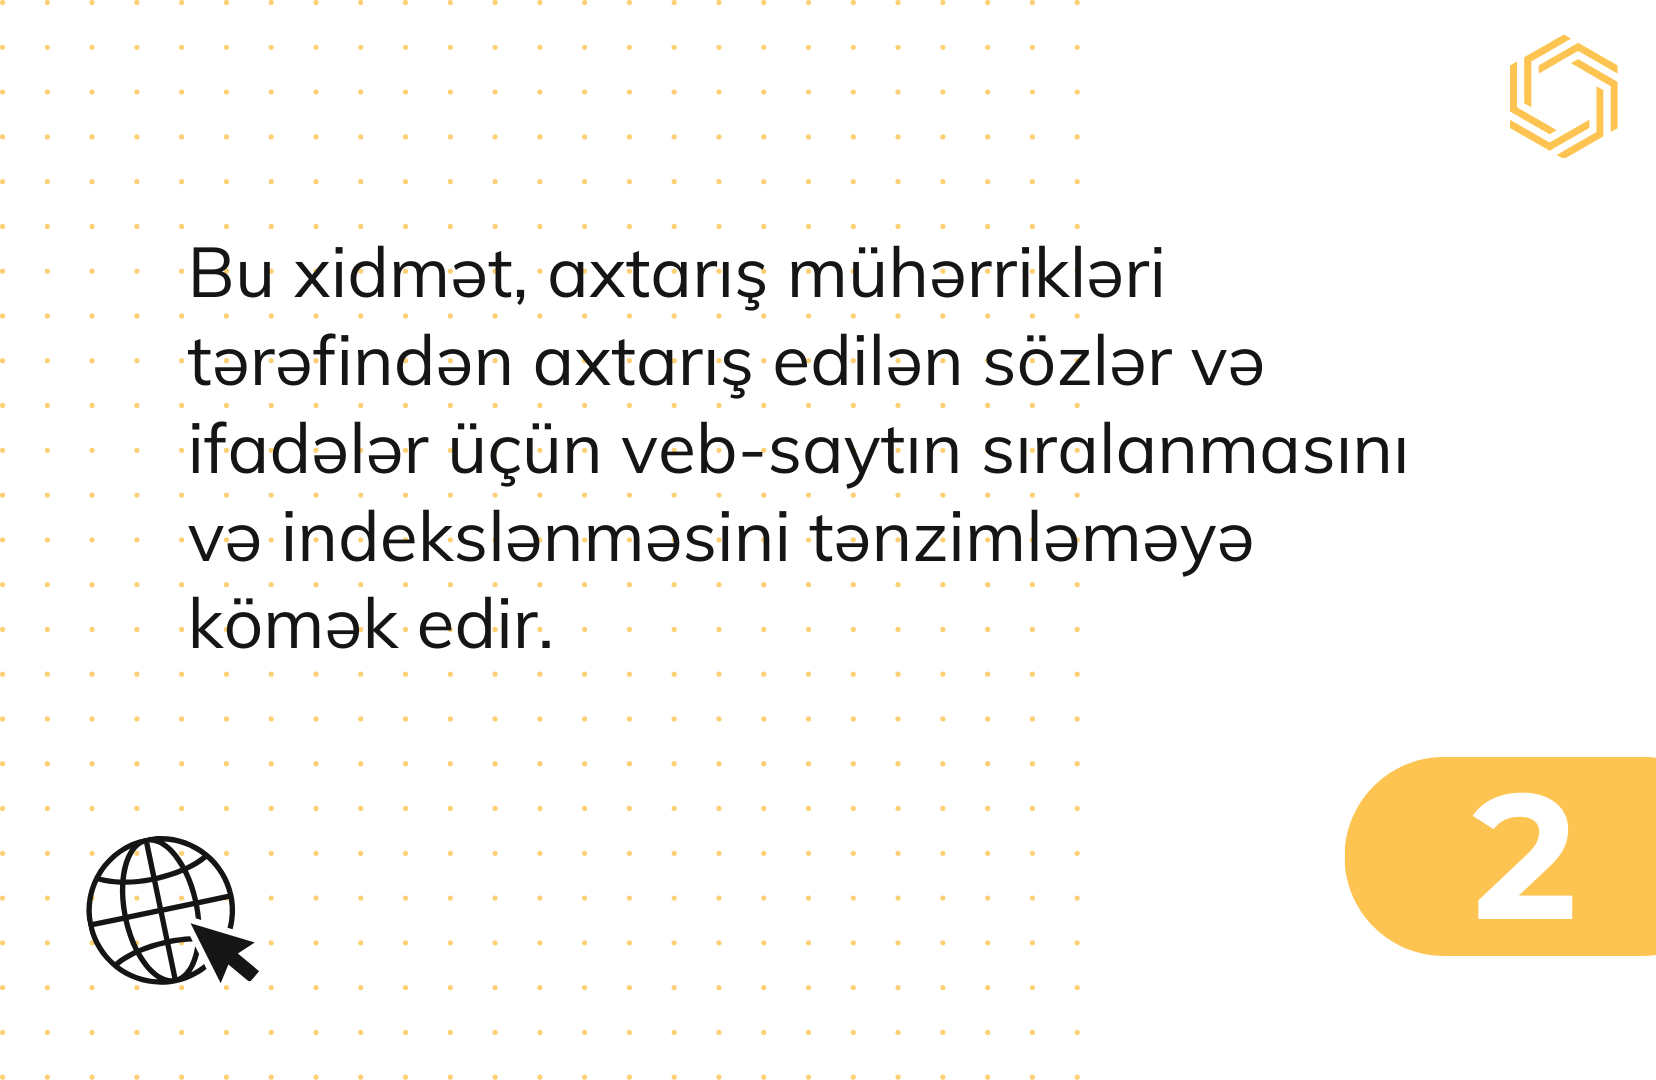 Bu xidmət, axtarış mühərrikləri
tərəfindən axtarış edilən sözlər və
ifadələr üçün veb-saytın sıralanmasını
və indekslənməsini tənzimləməyə
kömək edir.
2